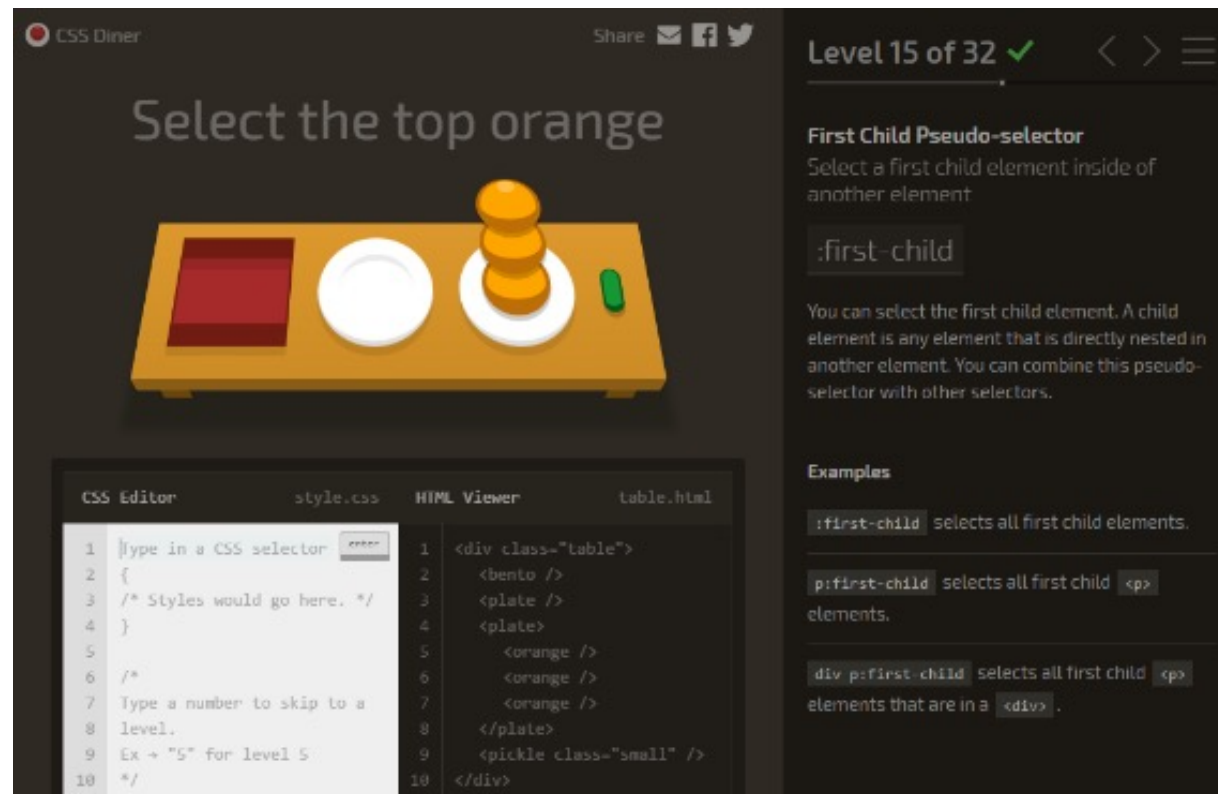 CSS Diner
Share
Select the top orange
CSS Editor
style.css
HTML Viewer
table.html
1 Type in a CSS selector
enter
2 {
3 /* Styles would go here. */
4 }
5
6 /*
7 Type a number to skip to a
8 level.
9 Ex → "5" for level 5
10 */
1 <div class="table">
2 <bento />
3 <plate />
4 <plate>
5 <orange />
6 <orange />
7 <orange />
8 </plate>
9 <pickle class="small" />
10 </div>
Level 15 of 32
First Child Pseudo-selector
Select a first child element inside of
another element
:first-child
You can select the first child element. A child
element is any element that is directly nested in
another element. You can combine this pseudo-
selector with other selectors.
Examples
:first-child selects all first child elements.
p:first-child selects all first child <p>
elements.
div p:first-child selects all first child <p>
elements that are in a <div> .